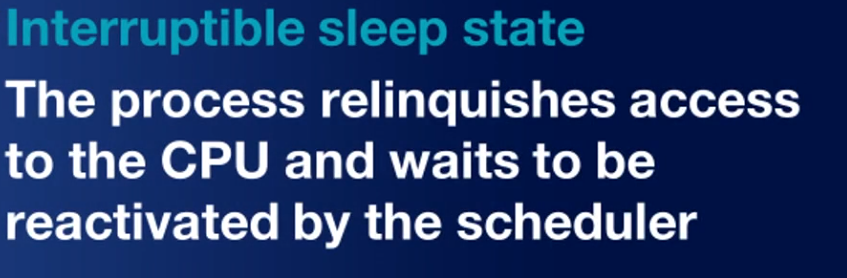 Interruptible sleep state
The process relinquishes access
to the CPU and waits to be
reactivated by the scheduler